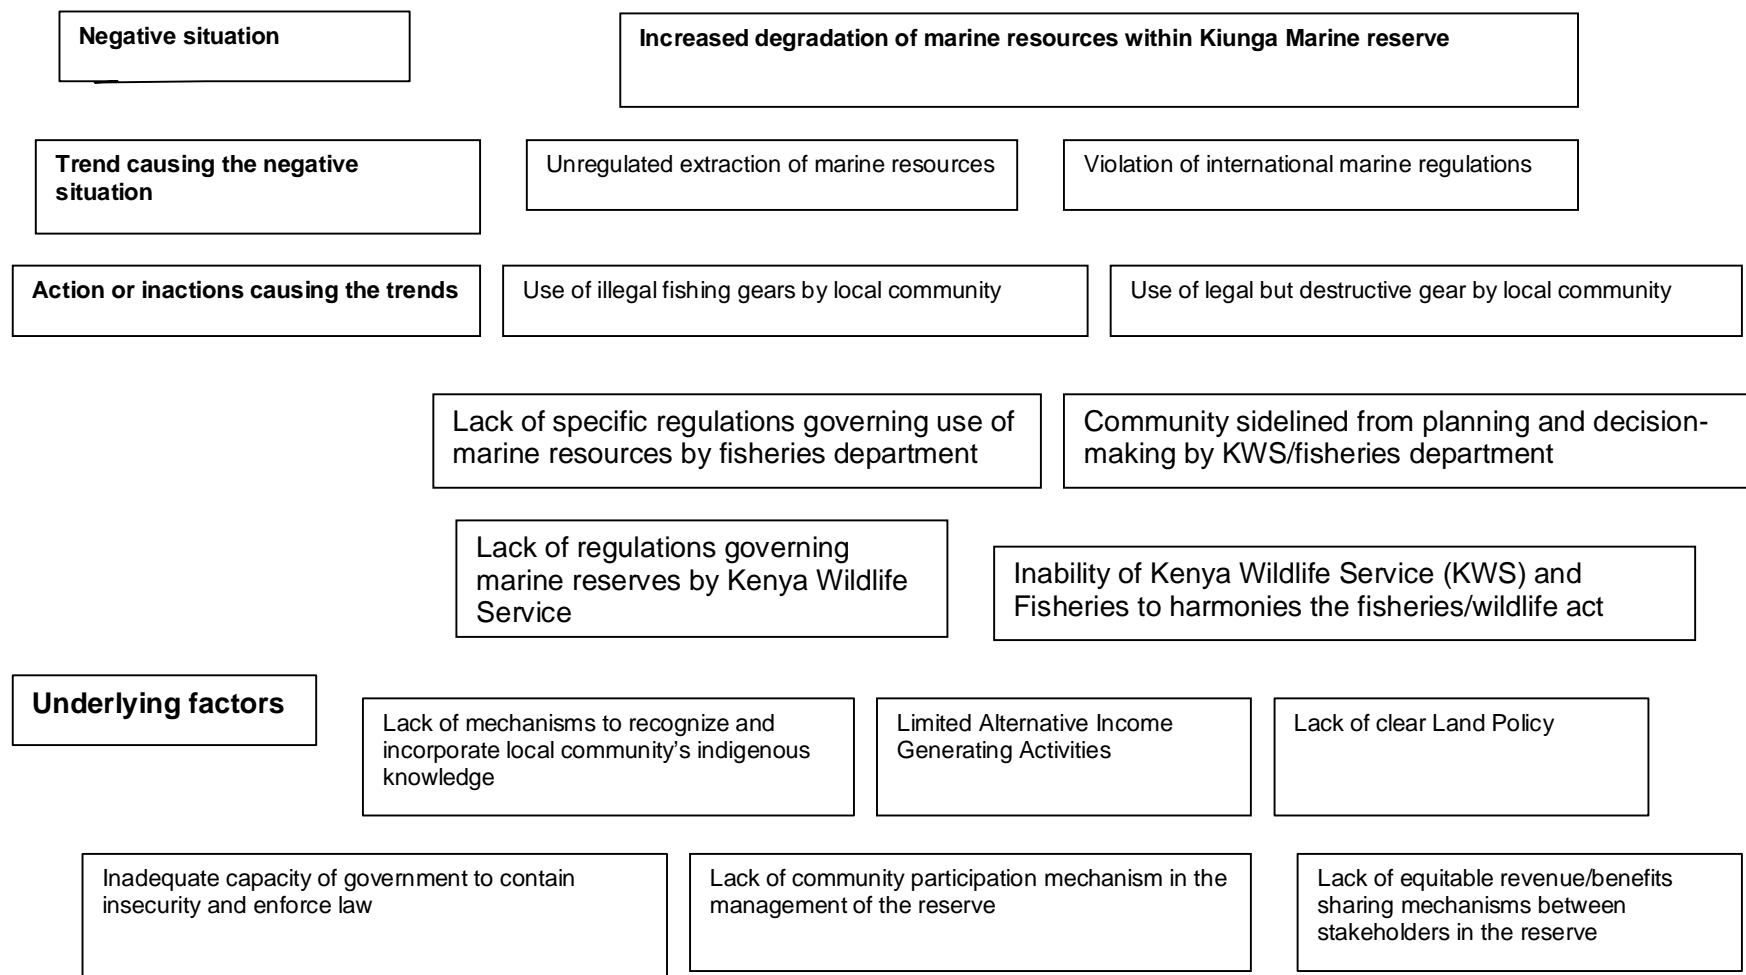 Negative situation
Increased degradation of marine resources within Kiunga Marine reserve
Trend causing the negative
situation
Unregulated extraction of marine resources
Violation of international marine regulations
Action or inactions causing the trends
Use of illegal fishing gears by local community
Use of legal but destructive gear by local community
Lack of specific regulations governing use of
marine resources by fisheries department
Community sidelined from planning and decision-
making by KWS/fisheries department
Lack of regulations governing
marine reserves by Kenya Wildlife
Service
Inability of Kenya Wildlife Service (KWS) and
Fisheries to harmonies the fisheries/wildlife act
Underlying factors
Lack of mechanisms to recognize and
incorporate local community’s indigenous
knowledge
Limited Alternative Income
Generating Activities
Lack of clear Land Policy
Inadequate capacity of government to contain
insecurity and enforce law
Lack of community participation mechanism in the
management of the reserve
Lack of equitable revenue/benefits
sharing mechanisms between
stakeholders in the reserve